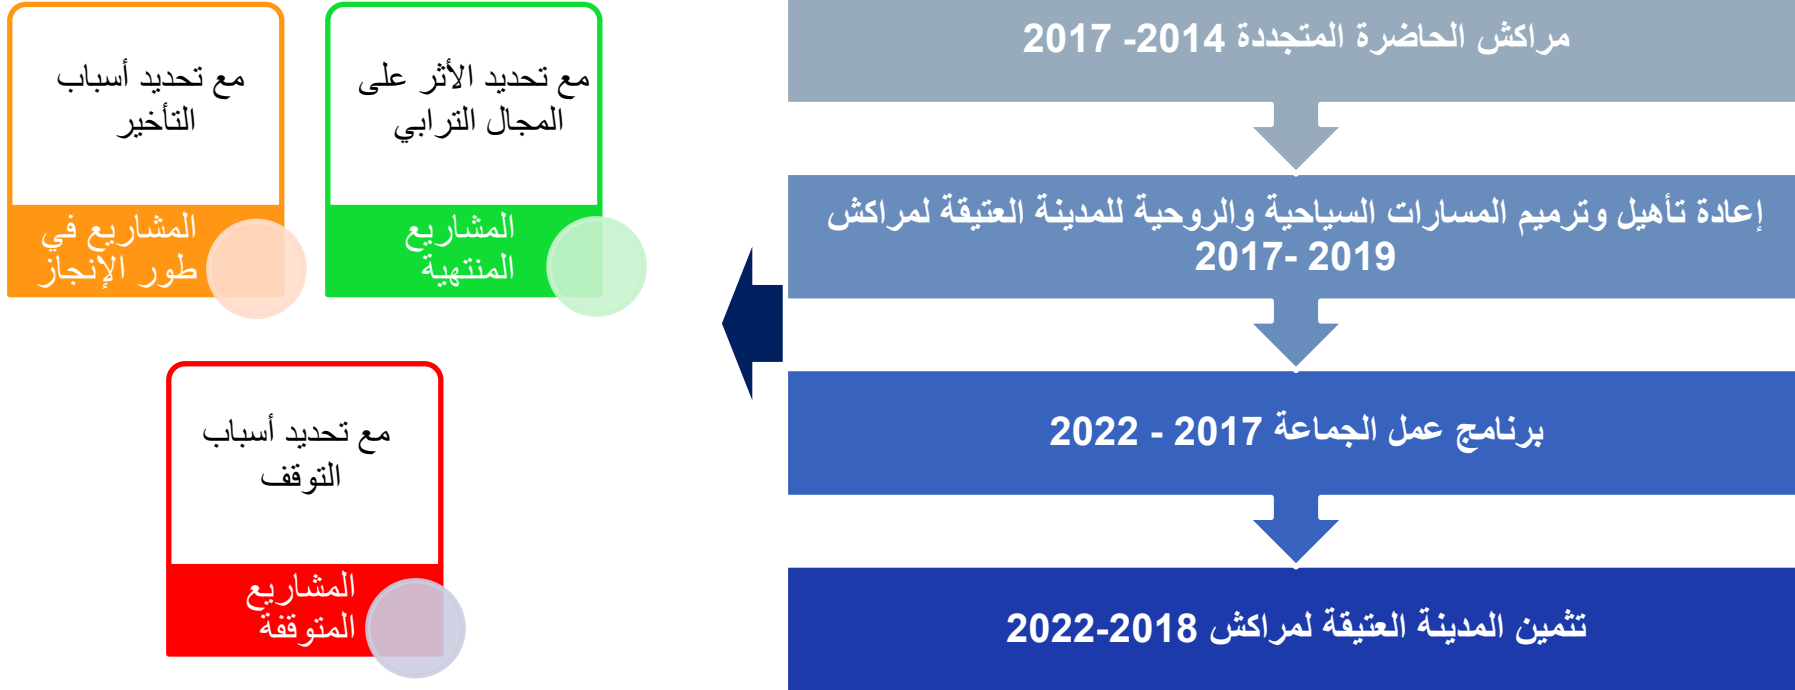 مراكش الحاضرة المتجددة 2014- 2017
إعادة تأهيل وترميم المسارات السياحية والروحية للمدينة العتيقة لمراكش
2017- 2019
برنامج عمل الجماعة 2017 - 2022
تثمين المدينة العتيقة لمراكش 2018-2022
مع تحديد الأثر على
المجال الترابي
المشاريع
المنتهية
مع تحديد أسباب
التأخير
المشاريع في
طور الإنجاز
مع تحديد أسباب
التوقف
المشاريع
المتوقفة